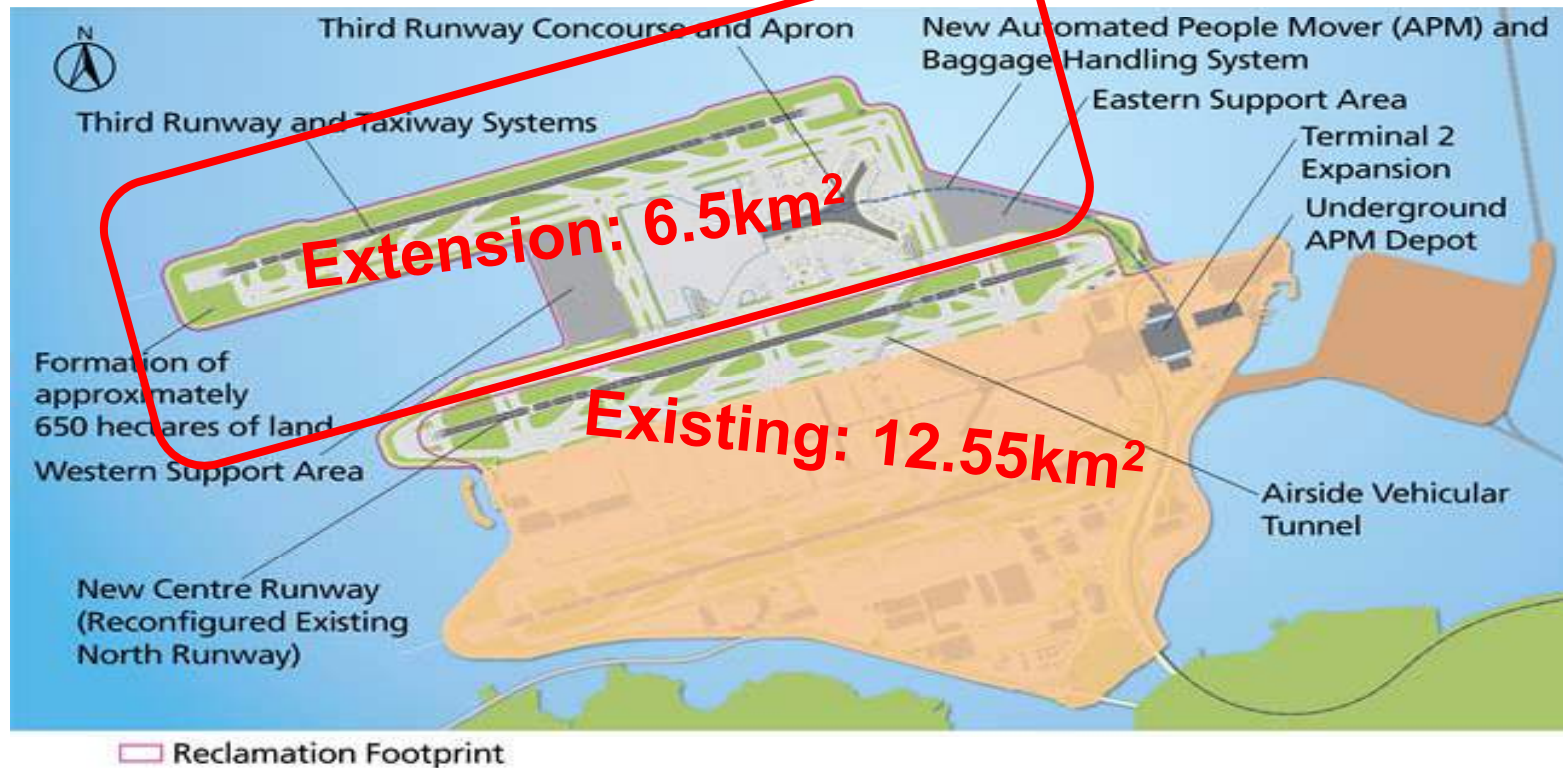 N
Third Runway Concourse and Apron
New Automated People Mover (APM) and
Baggage Handling System
Third Runway and Taxiway Systems
Eastern Support Area
Terminal 2
Expansion
Underground
APM Depot
Extension: 6.5km²
Formation of
approximately
650 hectares of land
Western Support Area
Existing: 12.55km²
Airside Vehicular
Tunnel
New Centre Runway
(Reconfigured Existing
North Runway)
Reclamation Footprint